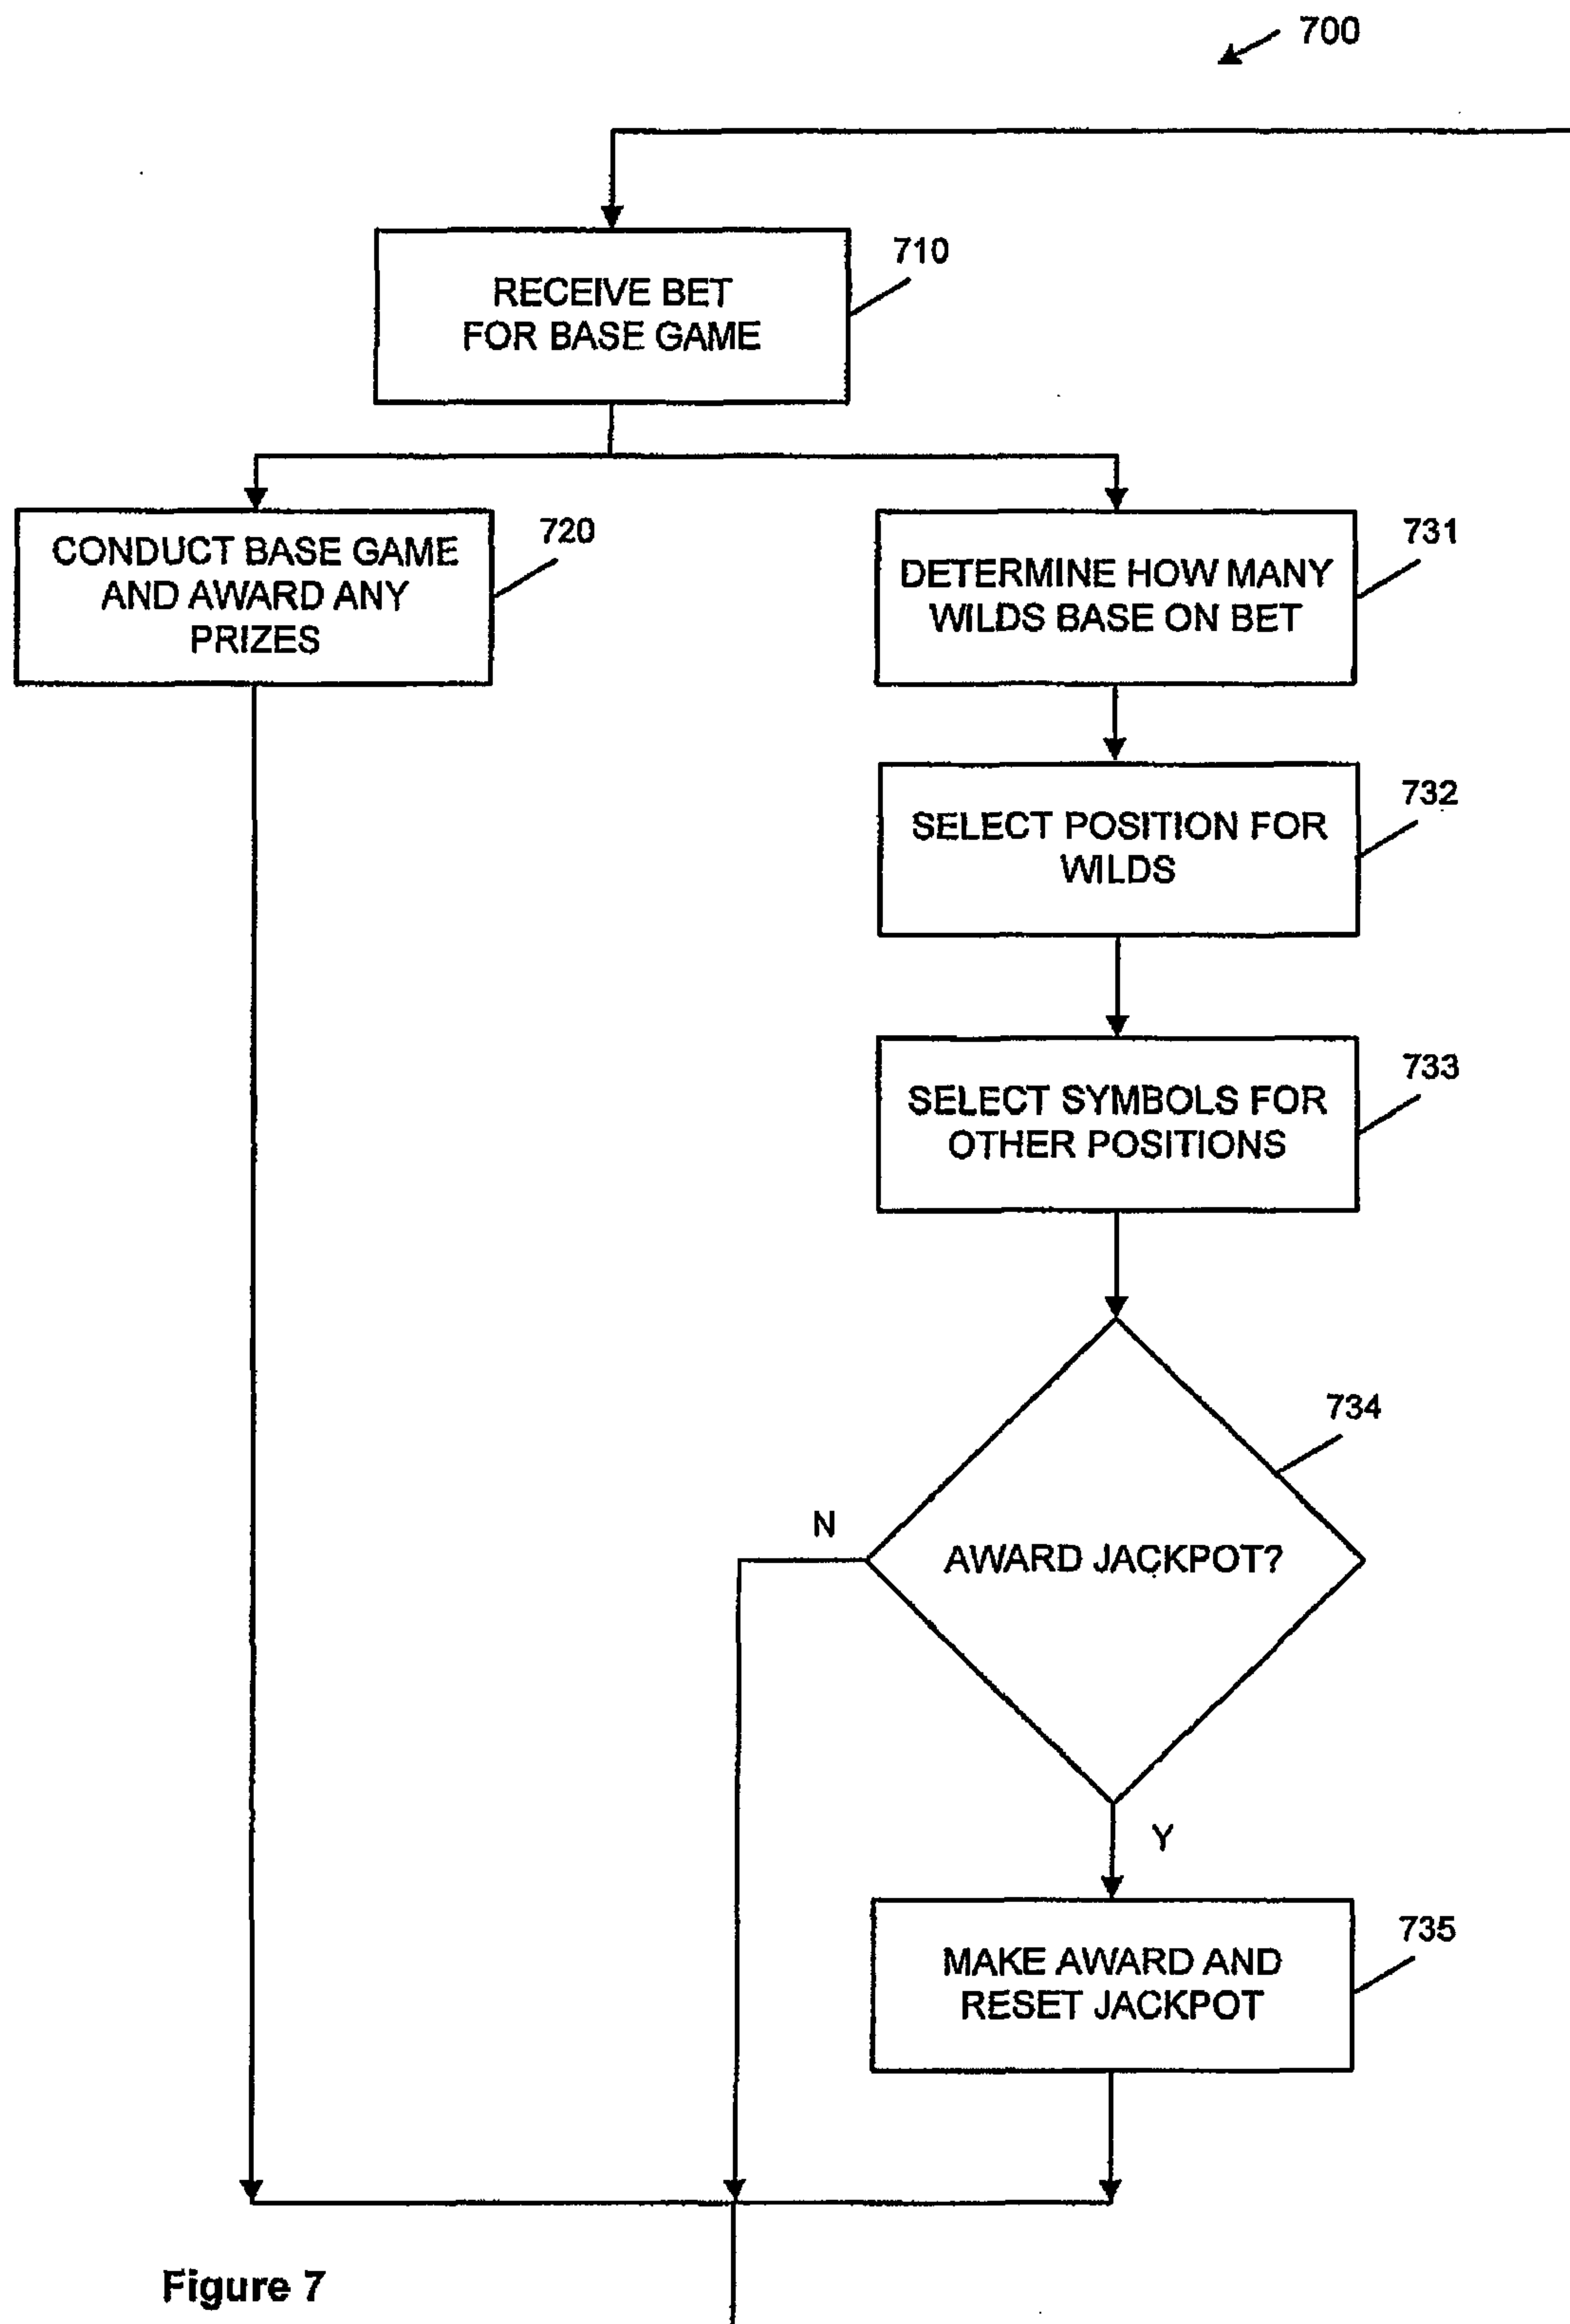 700
RECEIVE BET
FOR BASE GAME
710
CONDUCT BASE GAME
AND AWARD ANY
PRIZES
720
DETERMINE HOW MANY
WILDS BASE ON BET
731
SELECT POSITION FOR
WILDS
732
SELECT SYMBOLS FOR
OTHER POSITIONS
733
AWARD JACKPOT?
734
N
Y
MAKE AWARD AND
RESET JACKPOT
735
Figure 7